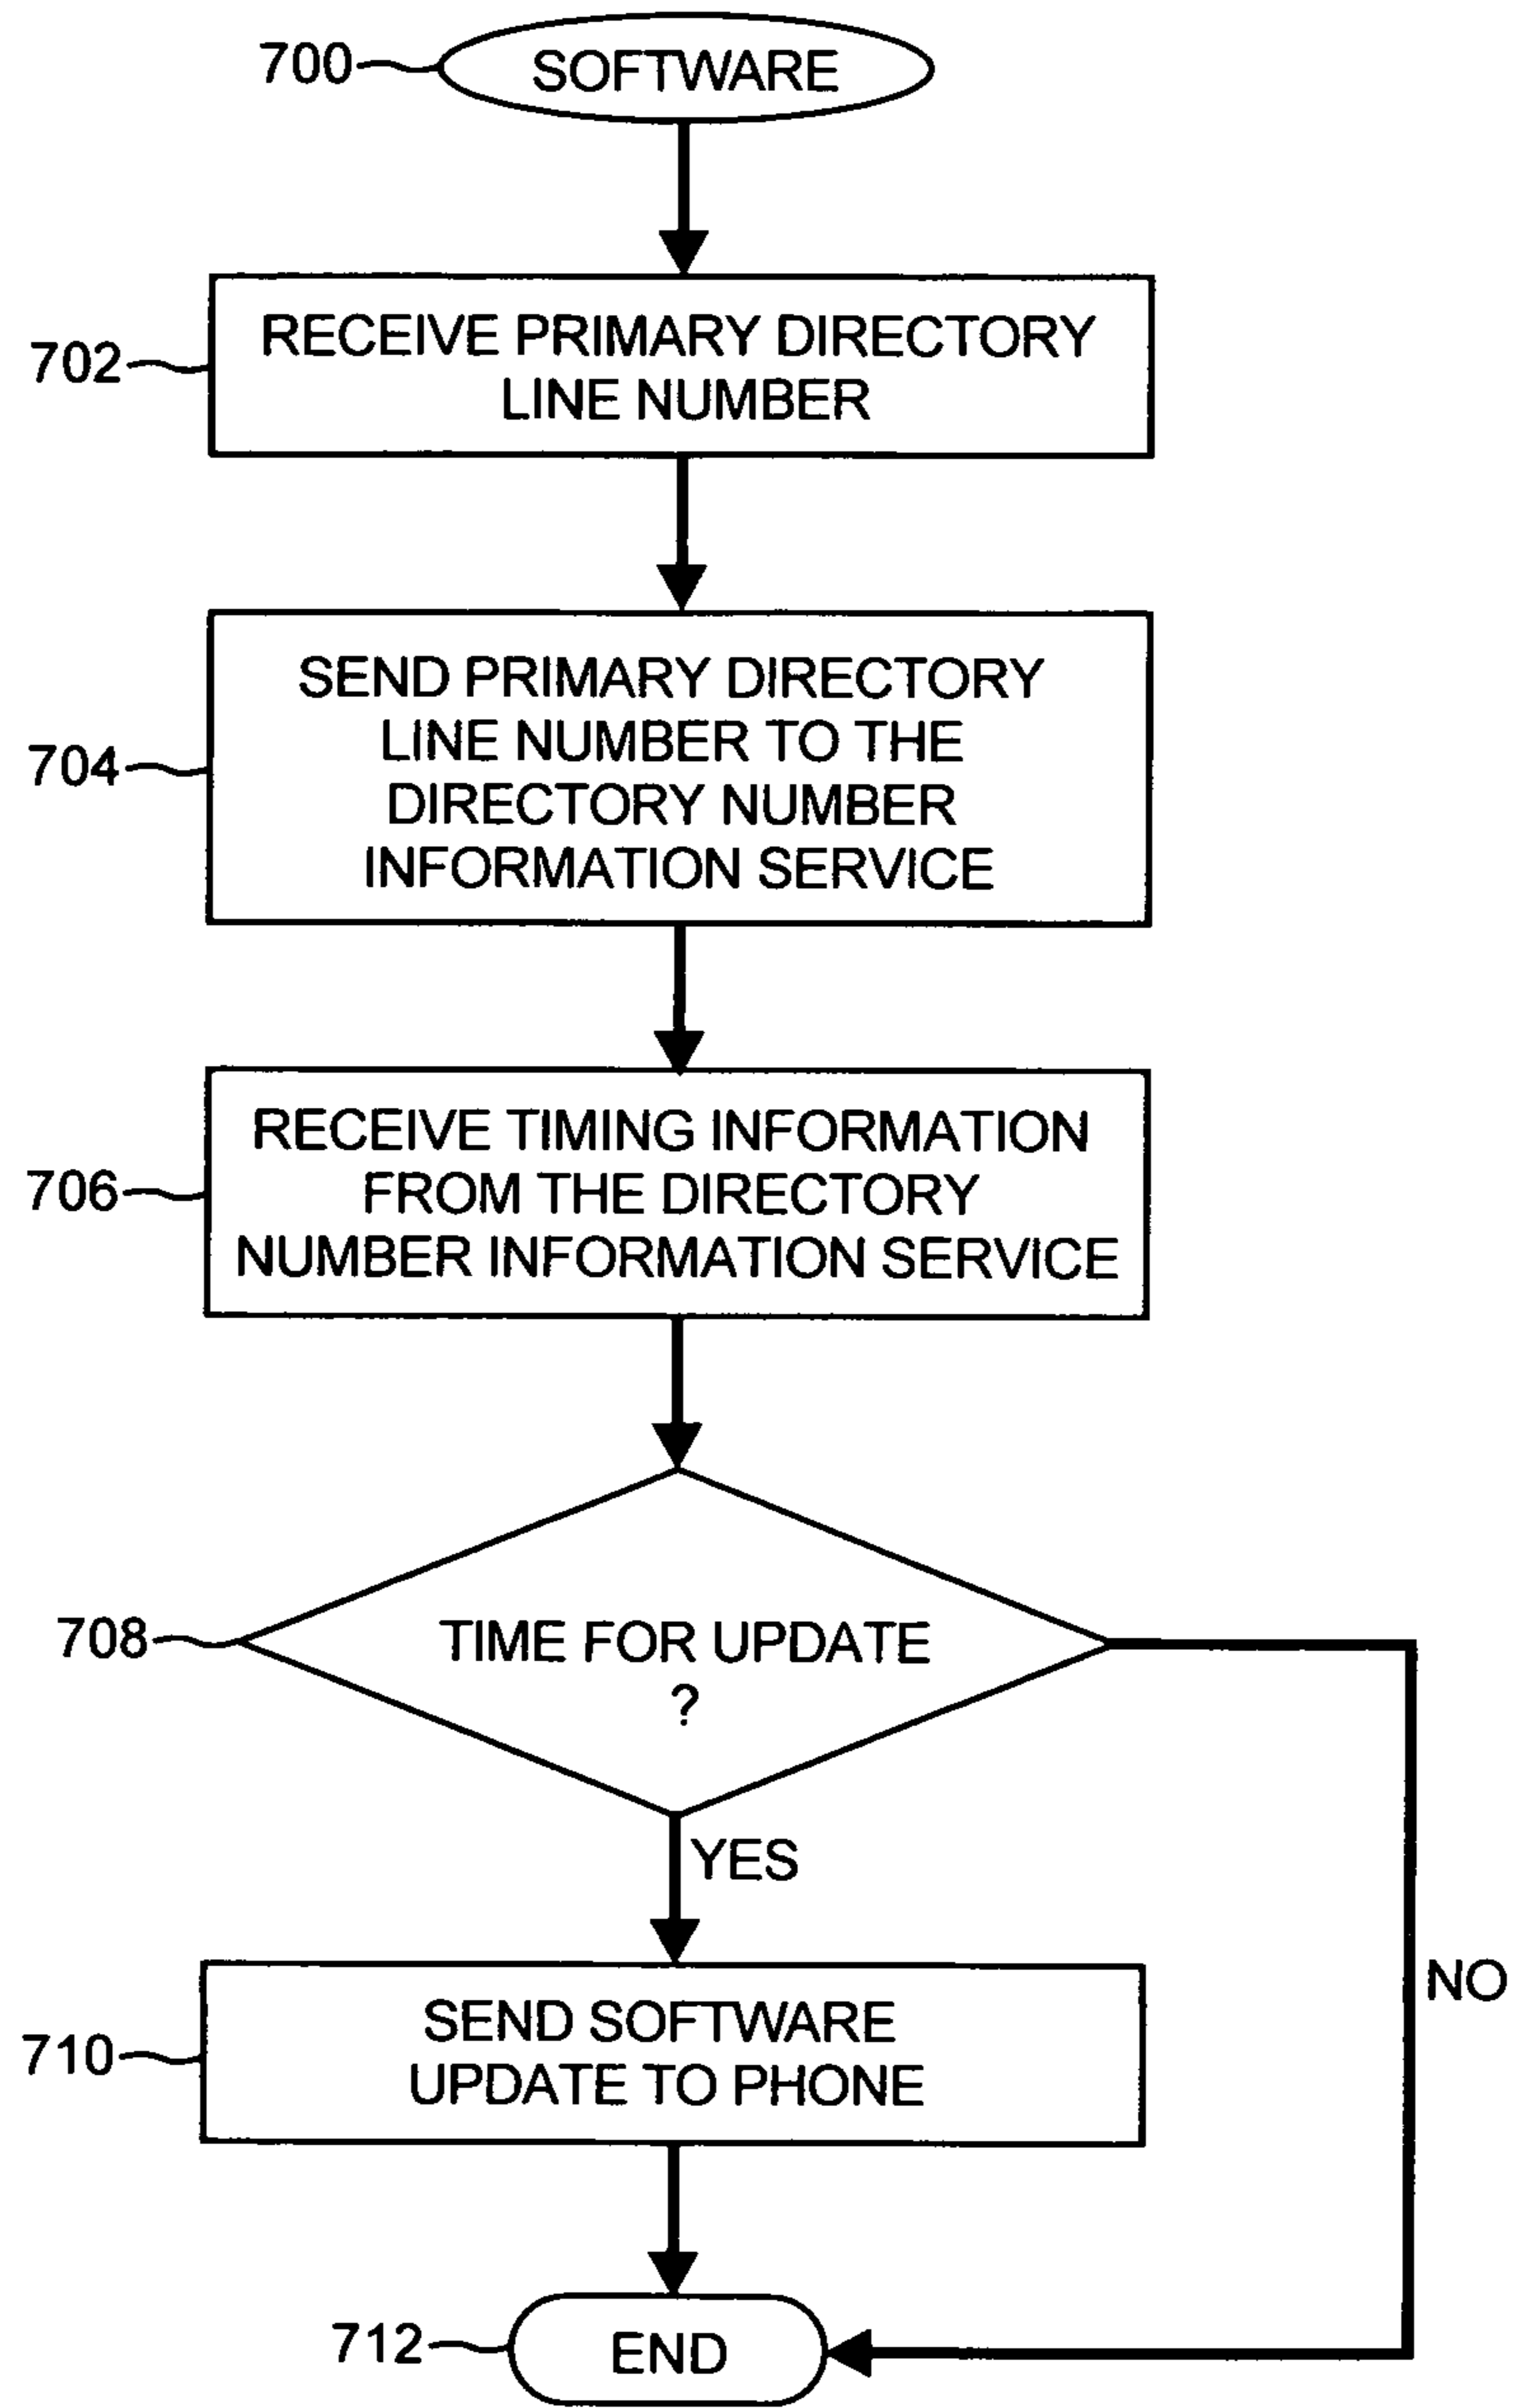 700
SOFTWARE
702
RECEIVE PRIMARY DIRECTORY
LINE NUMBER
704
SEND PRIMARY DIRECTORY
LINE NUMBER TO THE
DIRECTORY NUMBER
INFORMATION SERVICE
706
RECEIVE TIMING INFORMATION
FROM THE DIRECTORY
NUMBER INFORMATION SERVICE
708
TIME FOR UPDATE
?
YES
NO
710
SEND SOFTWARE
UPDATE TO PHONE
712
END